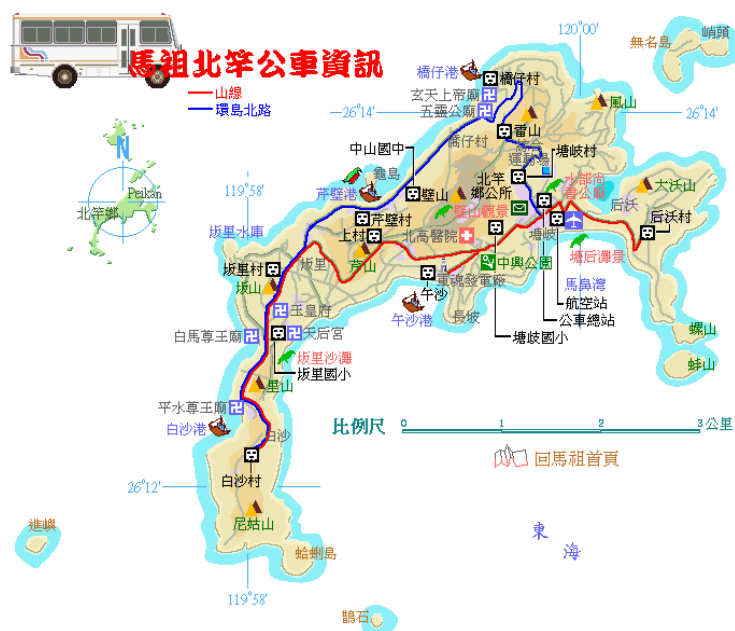 馬祖北竿公車資訊
山線
環島北路
120°00'
無名島
峭頭
橋仔港
橋仔村
玄天上帝廟
五靈公廟
26°14'
風山
26°14'
雷山
橋仔村
中山國中
運動場
塘岐村
N
龜島
北竿
鄉公所
大沃山
后沃
Peikan
北竿鄉
119°58'
芹壁港
壁山
壁山觀景
芹壁村
后沃村
坂里水庫
上村
北高醫院
塘岐
塘后灘景
坂里
坂里村
芹山
中興公園
馬鼻灣
午沙
航空站
坂山
玉皇府
午沙港
長坡
公車總站
螺山
白馬尊王廟
天后宮
塘岐國小
坂里沙灘
坂里國小
蚌山
里山
平水尊王廟
比例尺
0
1
2
3公里
白沙港
白沙
回馬祖首頁
白沙村
26°12'
進嶼
尼姑山
東
海
蛤蜊島
119°58'
鵲石